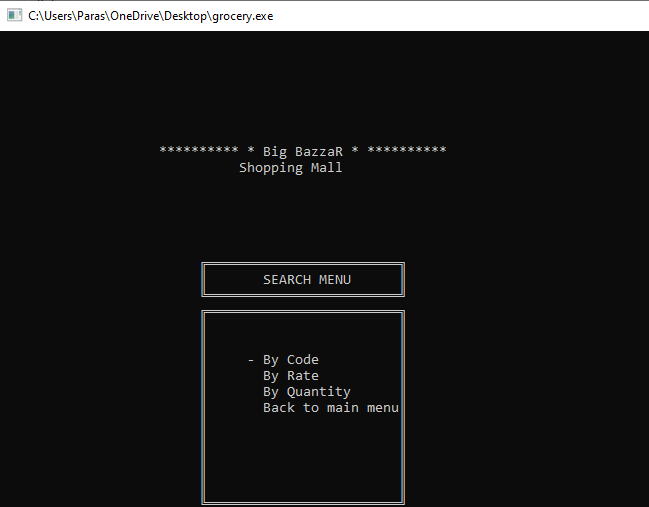 C:\Users\Paras\OneDrive\Desktop\grocery.exe
********** * Big BazzaR * **********
Shopping Mall
SEARCH MENU
- By Code
By Rate
By Quantity
Back to main menu